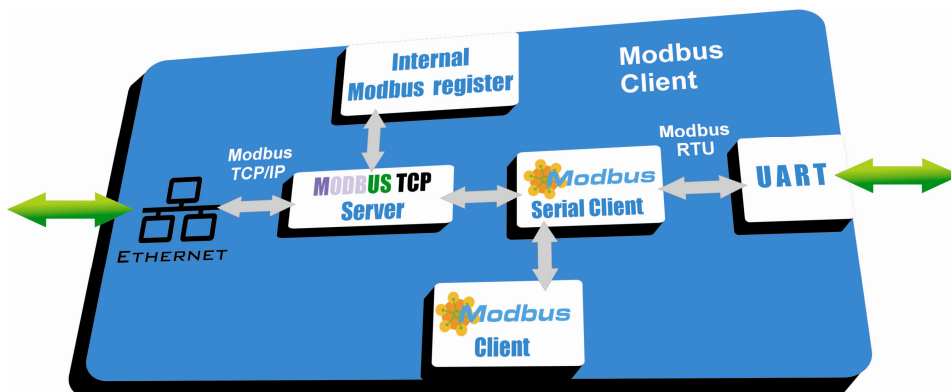 Internal
Modbus register
Modbus
Client
Modbus
TCP/IP
Modbus
RTU
MODBUS TCP
Server
Modbus
Serial Client
UART
ETHERNET
Modbus
Client